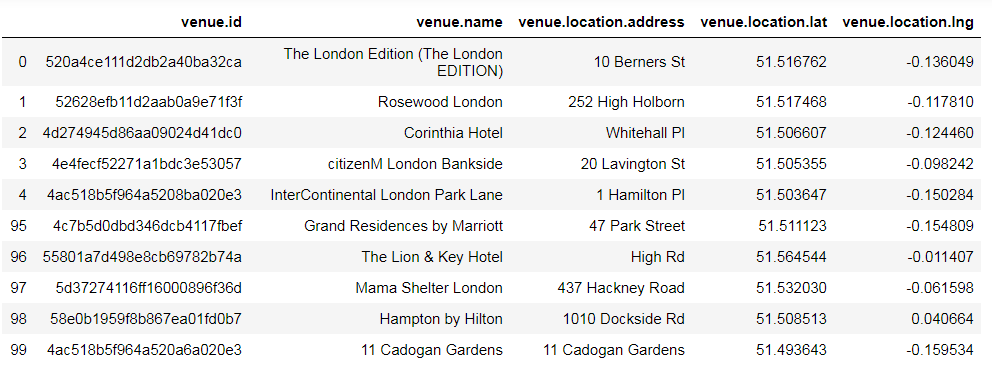 venue.id venue.name venue.location.address venue.location.lat venue.location.lng
0 520a4ce111d2db2a40ba32ca The London Edition (The London EDITION) 10 Berners St 51.516762 -0.136049
1 52628efb11d2aab0a9e71f3f Rosewood London 252 High Holborn 51.517468 -0.117810
2 4d274945d86aa09024d41dc0 Corinthia Hotel Whitehall Pl 51.506607 -0.124460
3 4e4fecf52271a1bdc3e53057 citizenM London Bankside 20 Lavington St 51.505355 -0.098242
4 4ac518b5f964a5208ba020e3 InterContinental London Park Lane 1 Hamilton Pl 51.503647 -0.150284
95 4c7b5d0dbd346dcb4117fbef Grand Residences by Marriott 47 Park Street 51.511123 -0.154809
96 55801a7d498e8cb69782b74a The Lion & Key Hotel High Rd 51.564544 -0.011407
97 5d37274116ff16000896f36d Mama Shelter London 437 Hackney Road 51.532030 -0.061598
98 58e0b1959f8b867ea01fd0b7 Hampton by Hilton 1010 Dockside Rd 51.508513 0.040664
99 4ac518b5f964a520a6a020e3 11 Cadogan Gardens 11 Cadogan Gardens 51.493643 -0.159534